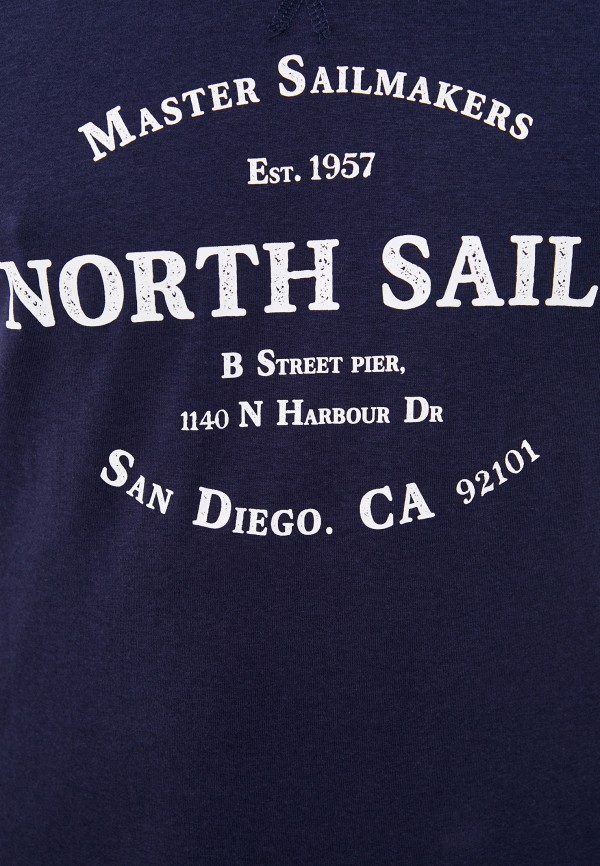 Master Sailmakers
Est. 1957
NORTH SAIL
B Street pier,
1140 N Harbour Dr
San Diego. CA 92101